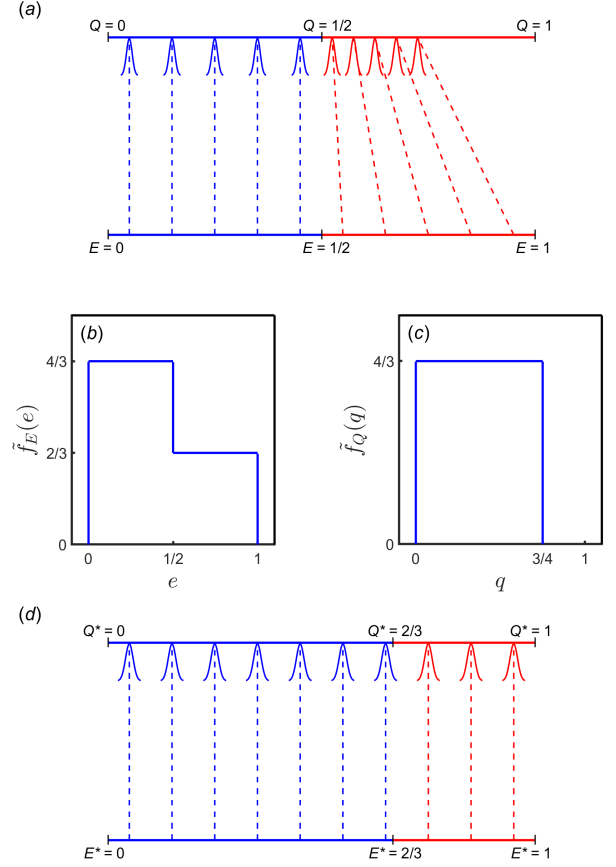 (a)
Q = 0 Q = 1/2 Q = 1
E = 0 E = 1/2 E = 1
(b)
4/3
2/3
0
0 1/2 1
f̃_E(e)
e
(c)
4/3
0
0 3/4 1
f̃_Q(q)
q
(d)
Q* = 0 Q* = 2/3 Q* = 1
E* = 0 E* = 2/3 E* = 1